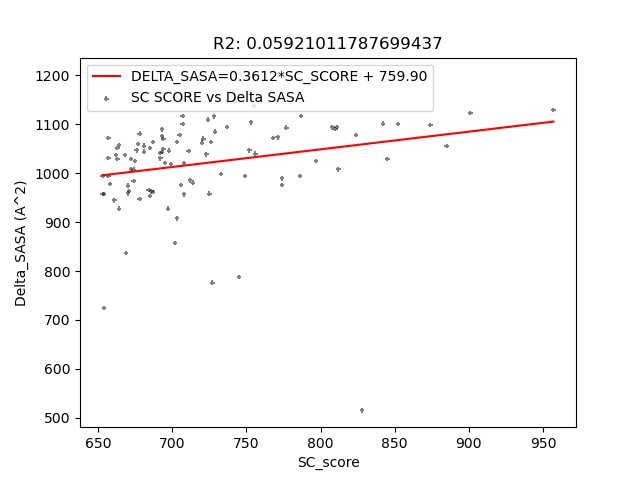 R2: 0.05921011787699437
DELTA_SASA=0.3612*SC_SCORE + 759.90
SC SCORE vs Delta SASA
Delta_SASA (A^2)
1200
1100
1000
900
800
700
600
500
650 700 750 800 850 900 950
SC_score